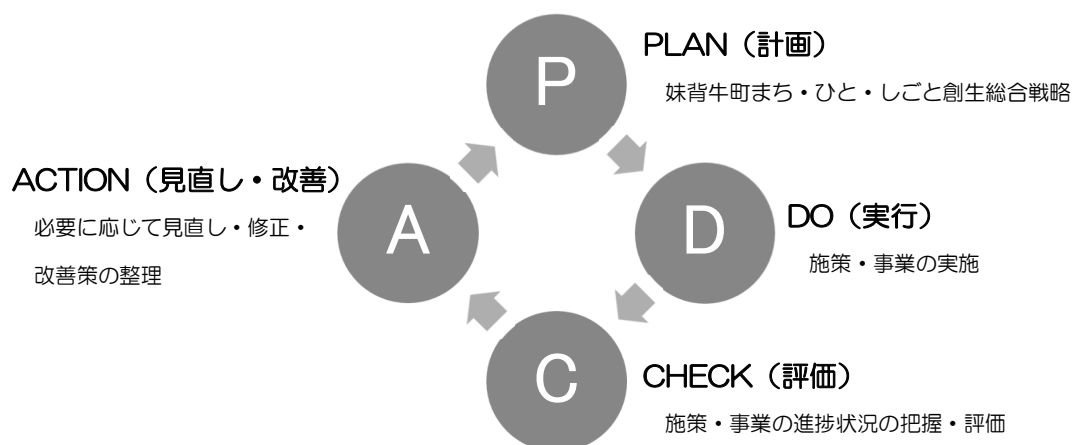 P
PLAN（計画）
妹背牛町まち・ひと・しごと創生総合戦略
D
DO（実行）
施策・事業の実施
C
CHECK（評価）
施策・事業の進捗状況の把握・評価
A
ACTION（見直し・改善）
必要に応じて見直し・修正・
改善策の整理